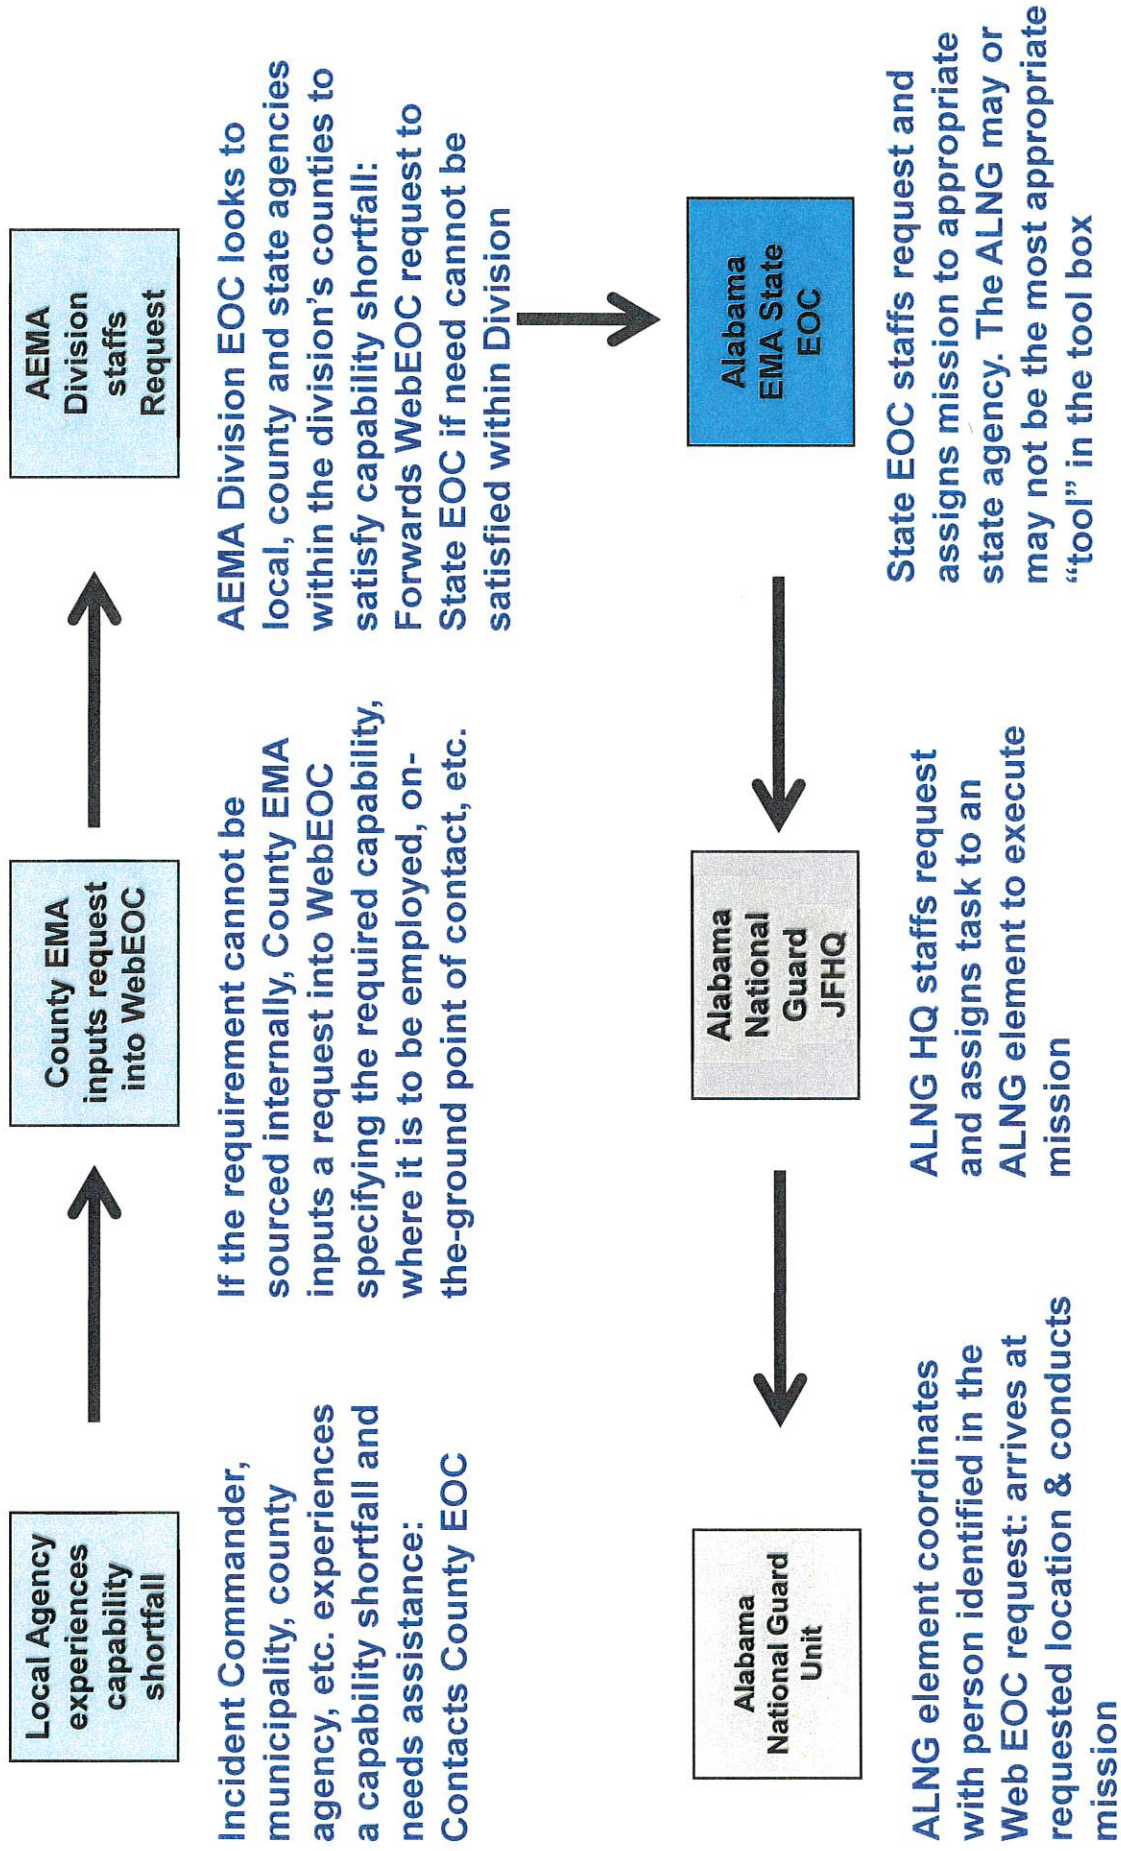 Local Agency
experiences
capability
shortfall
Incident Commander,
municipality, county
agency, etc. experiences
a capability shortfall and
needs assistance:
Contacts County EOC
County EMA
inputs request
into WebEOC
If the requirement cannot be
sourced internally, County EMA
inputs a request into WebEOC
specifying the required capability,
where it is to be employed, on-
the-ground point of contact, etc.
AEMA
Division
staffs
Request
AEMA Division EOC looks to
local, county and state agencies
within the division's counties to
satisfy capability shortfall:
Forwards WebEOC request to
State EOC if need cannot be
satisfied within Division
Alabama
EMA State
EOC
State EOC staffs request and
assigns mission to appropriate
state agency. The ALNG may or
may not be the most appropriate
“tool” in the tool box
Alabama
National
Guard
JFHQ
ALNG HQ staffs request
and assigns task to an
ALNG element to execute
mission
Alabama
National Guard
Unit
ALNG element coordinates
with person identified in the
Web EOC request: arrives at
requested location & conducts
mission